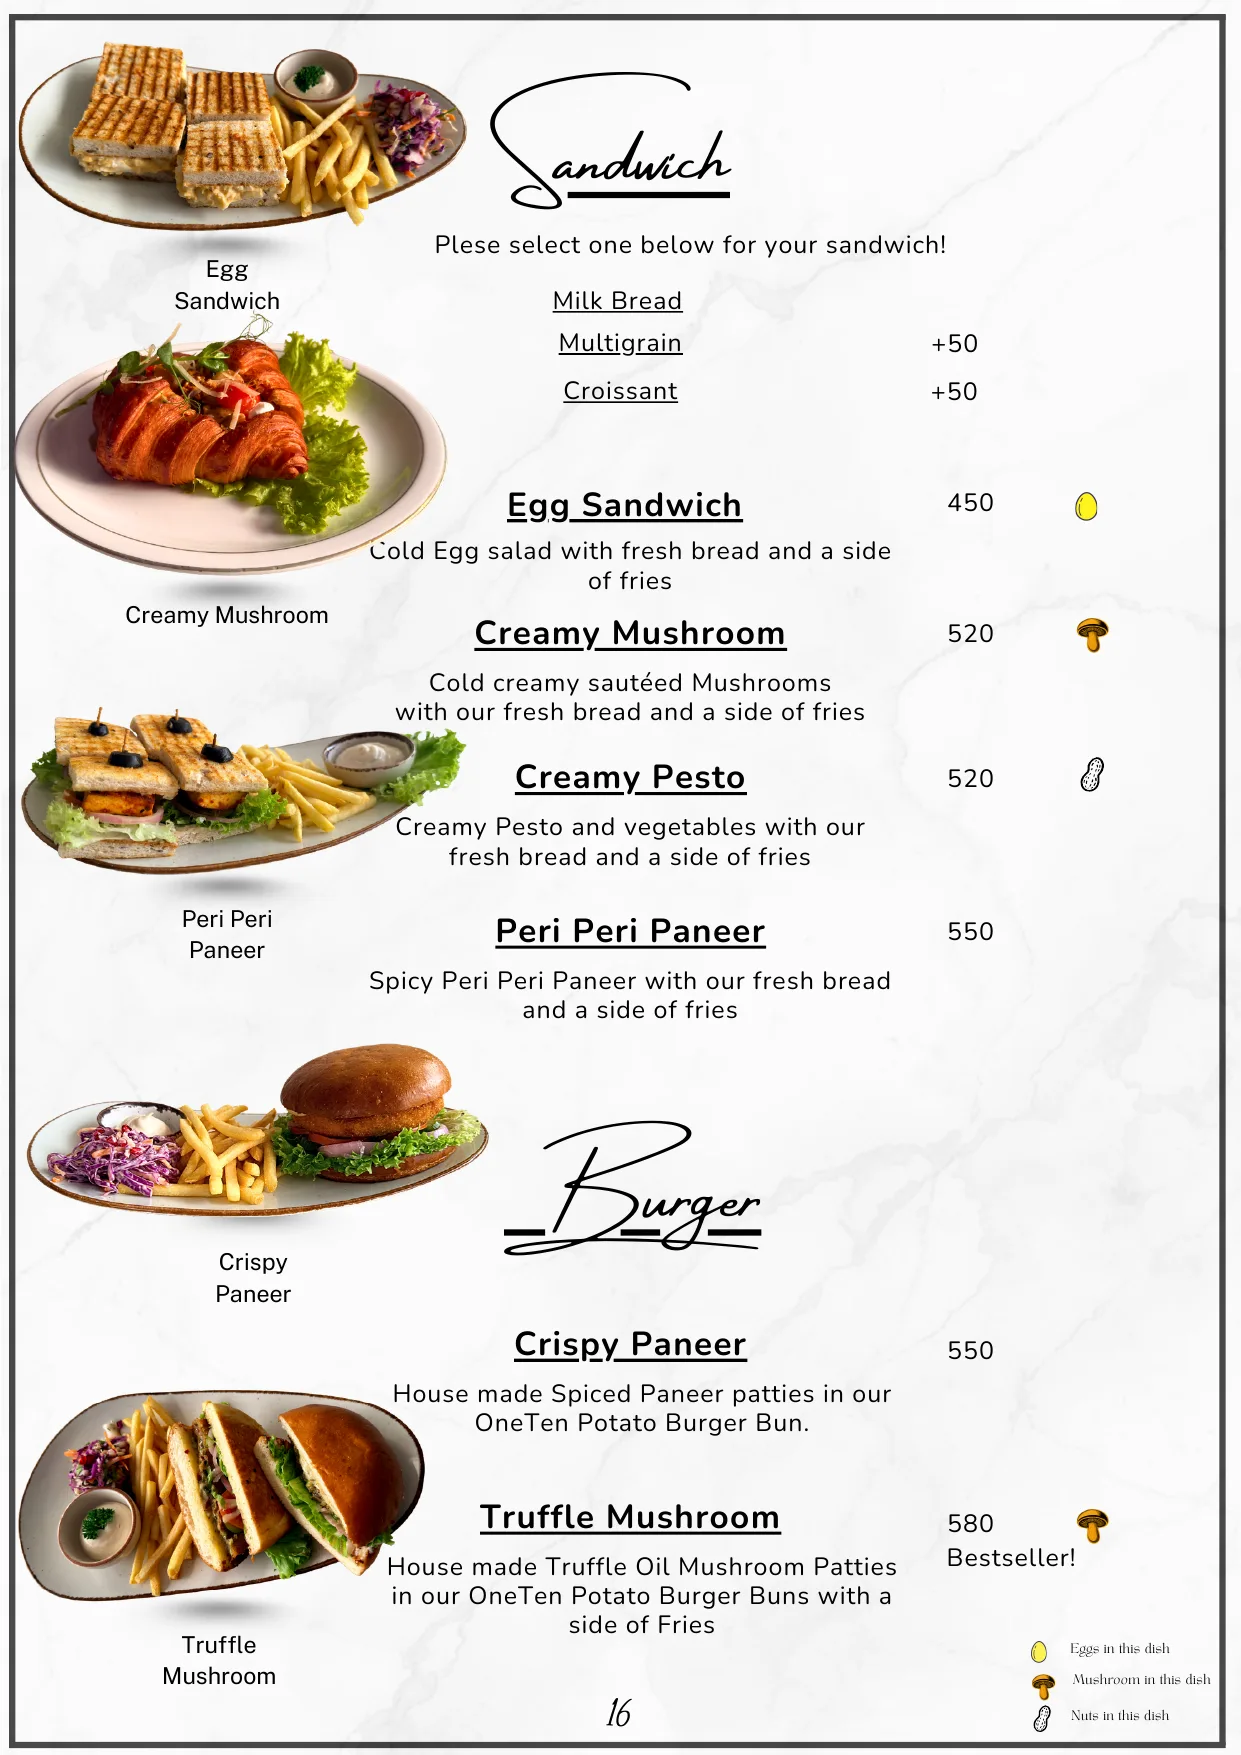 Sandwich
Plese select one below for your sandwich!
Milk Bread
Multigrain +50
Croissant +50
Egg
Sandwich
Egg Sandwich 450
Cold Egg salad with fresh bread and a side
of fries
Creamy Mushroom
Creamy Mushroom 520
Cold creamy sautéed Mushrooms
with our fresh bread and a side of fries
Creamy Pesto 520
Creamy Pesto and vegetables with our
fresh bread and a side of fries
Peri Peri
Paneer
Peri Peri Paneer 550
Spicy Peri Peri Paneer with our fresh bread
and a side of fries
Burger
Crispy
Paneer
Crispy Paneer 550
House made Spiced Paneer patties in our
OneTen Potato Burger Bun.
Truffle Mushroom 580
Bestseller!
House made Truffle Oil Mushroom Patties
in our OneTen Potato Burger Buns with a
side of Fries
Truffle
Mushroom
Eggs in this dish
Mushroom in this dish
Nuts in this dish
16